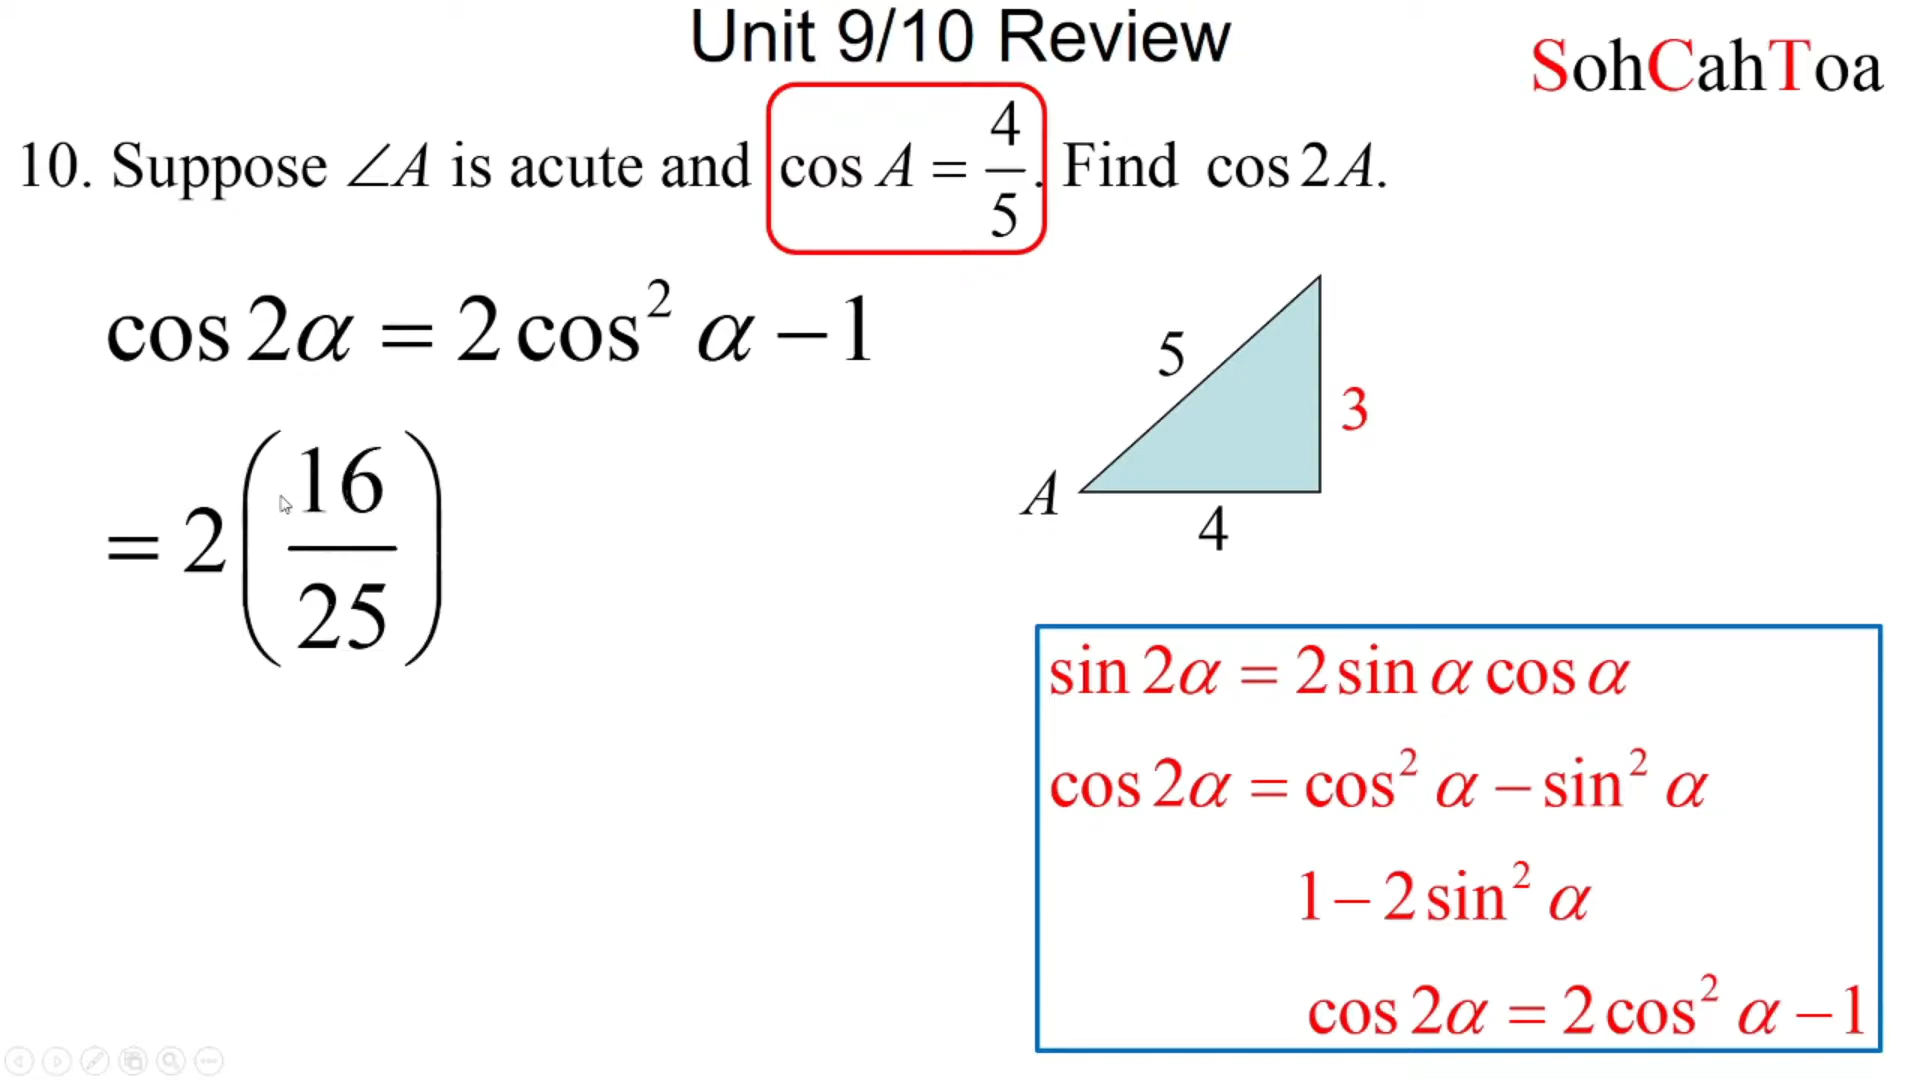 Unit 9/10 Review
SohCahToa
10. Suppose ∠A is acute and cos A = 4/5. Find cos 2A.
cos 2α = 2 cos² α − 1
= 2(16/25)
5
3
A
4
sin 2α = 2 sin α cos α
cos 2α = cos² α − sin² α
1 − 2 sin² α
cos 2α = 2 cos² α − 1